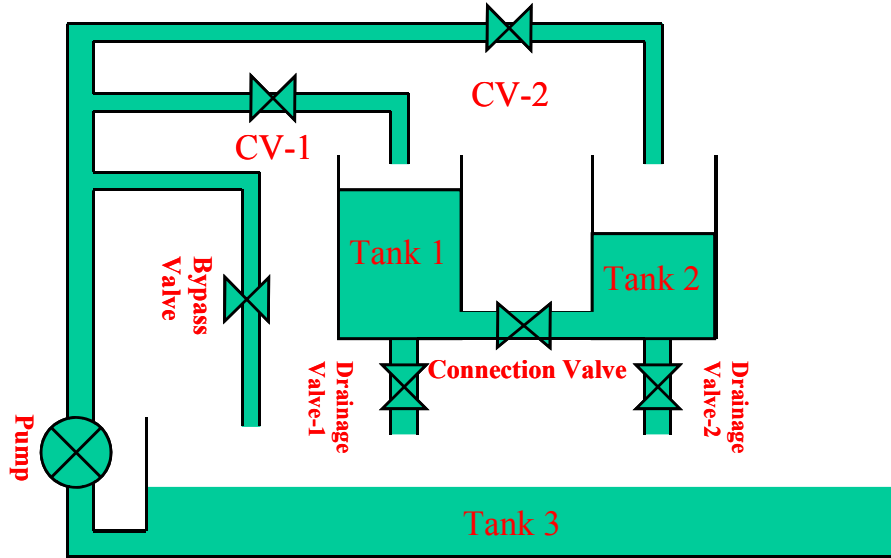 CV-2
CV-1
Tank 1
Tank 2
Bypass
Valve
Connection Valve
Drainage
Valve-1
Drainage
Valve-2
Pump
Tank 3